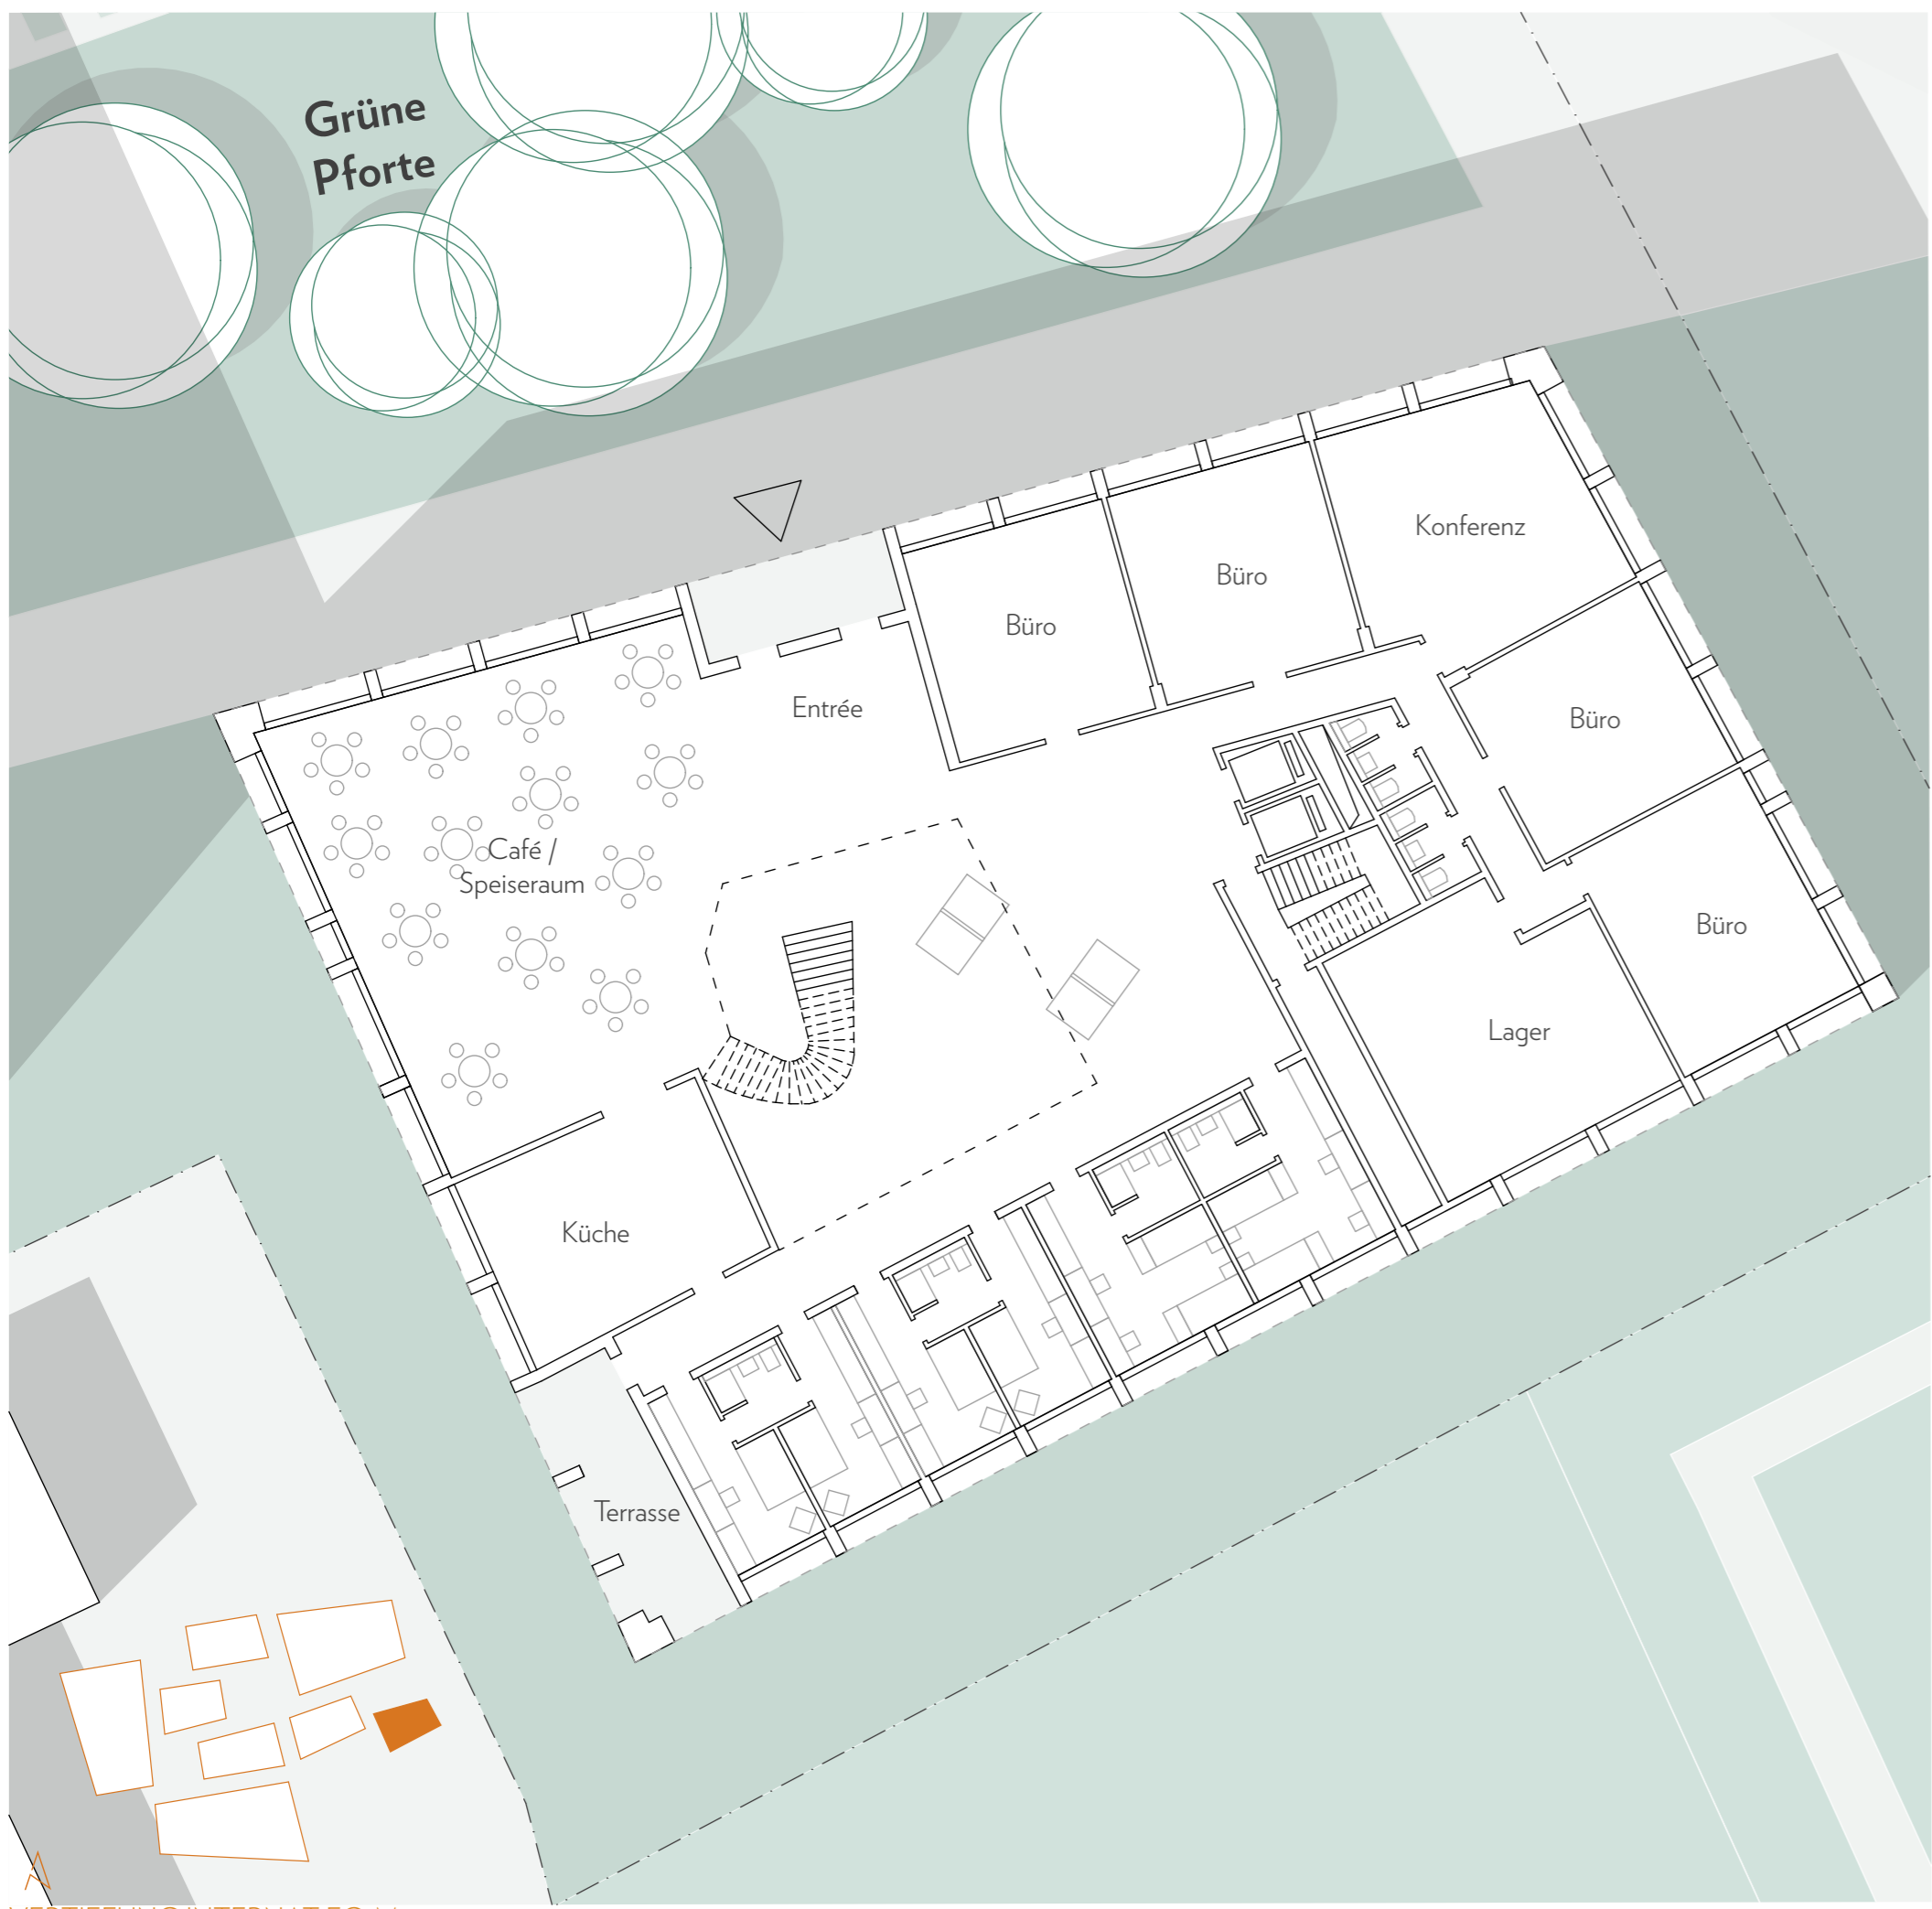 Grüne
Pforte
Konferenz
Büro
Büro
Entrée
Büro
Café /
Speiseraum
Büro
Lager
Küche
Terrasse